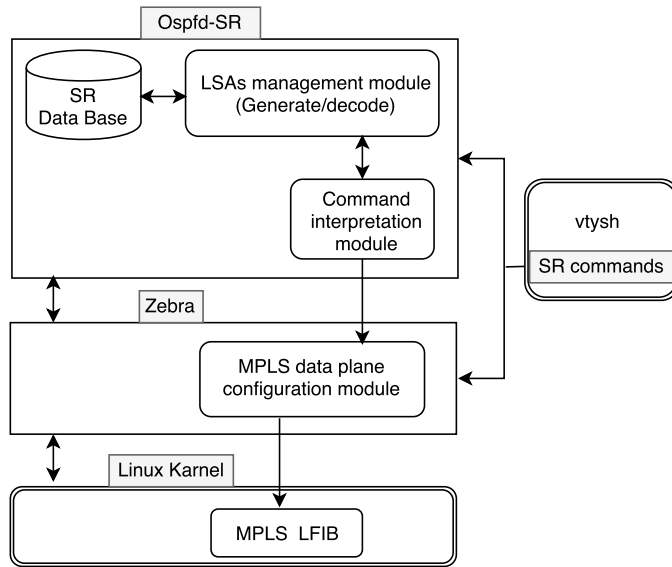 Ospfd-SR
SR
Data Base
LSAs management module
(Generate/decode)
Command
interpretation
module
vtysh
SR commands
Zebra
MPLS data plane
configuration module
Linux Karnel
MPLS LFIB